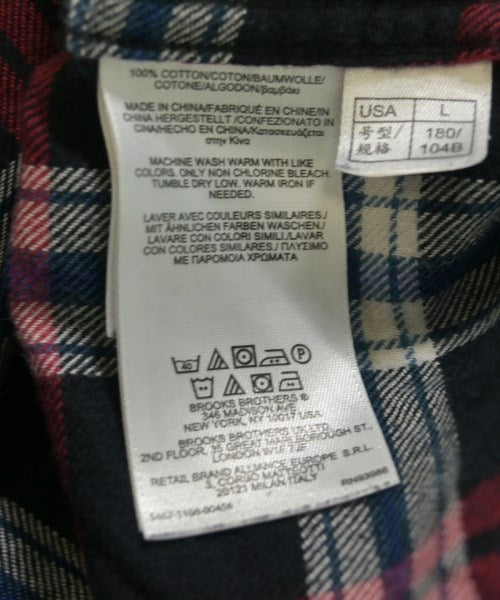 100% COTTON/COTON/BAUMWOLLE/
COTONE/ALGODON/βαμβάκι
MADE IN CHINA/FABRIQUÉ EN CHINE/IN
CHINA HERGESTELLT /CONFEZIONATO IN
CINA/HECHO EN CHINA/Κατασκευάζεται
στην Κίνα
MACHINE WASH WARM WITH LIKE
COLORS. ONLY NON CHLORINE BLEACH.
TUMBLE DRY LOW. WARM IRON IF
NEEDED.
LAVER AVEC COULEURS SIMILAIRES./
MIT ÄHNLICHEN FARBEN WASCHEN./
LAVARE CON COLORI SIMILI./LAVAR
CON COLORES SIMILARES./ ΠΛΥΣΙΜΟ
ΜΕ ΠΑΡΟΜΟΙΑ ΧΡΩΜΑΤΑ
40 P
BROOKS BROTHERS ®
346 MADISON AVE.
NEW YORK, NY 10017 USA.
BROOKS BROTHERS UK LTD.
2ND FLOOR, 35 GREAT MARLBOROUGH ST.,
LONDON W1F 7JF
RETAIL BRAND ALLIANCE EUROPE S.R.L.
3, CORSO MATTEOTTI
20121 MILAN ITALY
RN93986
USA L
号型/ 180/
规格 104B